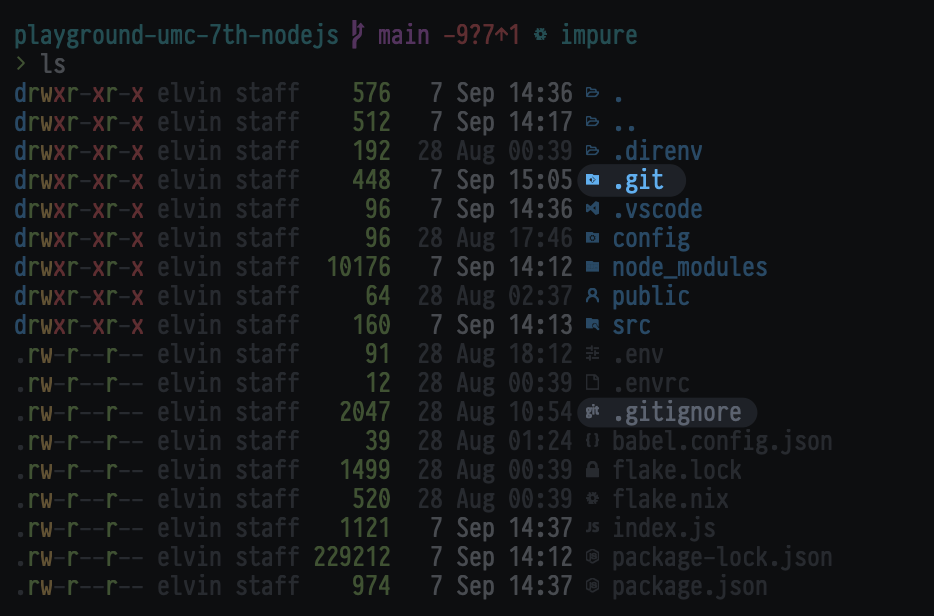 playground-umc-7th-nodejs main -9?7↑1 impure
> ls
drwxr-xr-x elvin staff 576 7 Sep 14:36 .
drwxr-xr-x elvin staff 512 7 Sep 14:17 ..
drwxr-xr-x elvin staff 192 28 Aug 00:39 .direnv
drwxr-xr-x elvin staff 448 7 Sep 15:05 .git
drwxr-xr-x elvin staff 96 7 Sep 14:36 .vscode
drwxr-xr-x elvin staff 96 28 Aug 17:46 config
drwxr-xr-x elvin staff 10176 7 Sep 14:12 node_modules
drwxr-xr-x elvin staff 64 28 Aug 02:37 public
drwxr-xr-x elvin staff 160 7 Sep 14:13 src
.rw-r--r-- elvin staff 91 28 Aug 18:12 .env
.rw-r--r-- elvin staff 12 28 Aug 00:39 .envrc
.rw-r--r-- elvin staff 2047 28 Aug 10:54 git .gitignore
.rw-r--r-- elvin staff 39 28 Aug 01:24 {} babel.config.json
.rw-r--r-- elvin staff 1499 28 Aug 00:39 flake.lock
.rw-r--r-- elvin staff 520 28 Aug 00:39 flake.nix
.rw-r--r-- elvin staff 1121 7 Sep 14:37 JS index.js
.rw-r--r-- elvin staff 229212 7 Sep 14:12 package-lock.json
.rw-r--r-- elvin staff 974 7 Sep 14:37 package.json